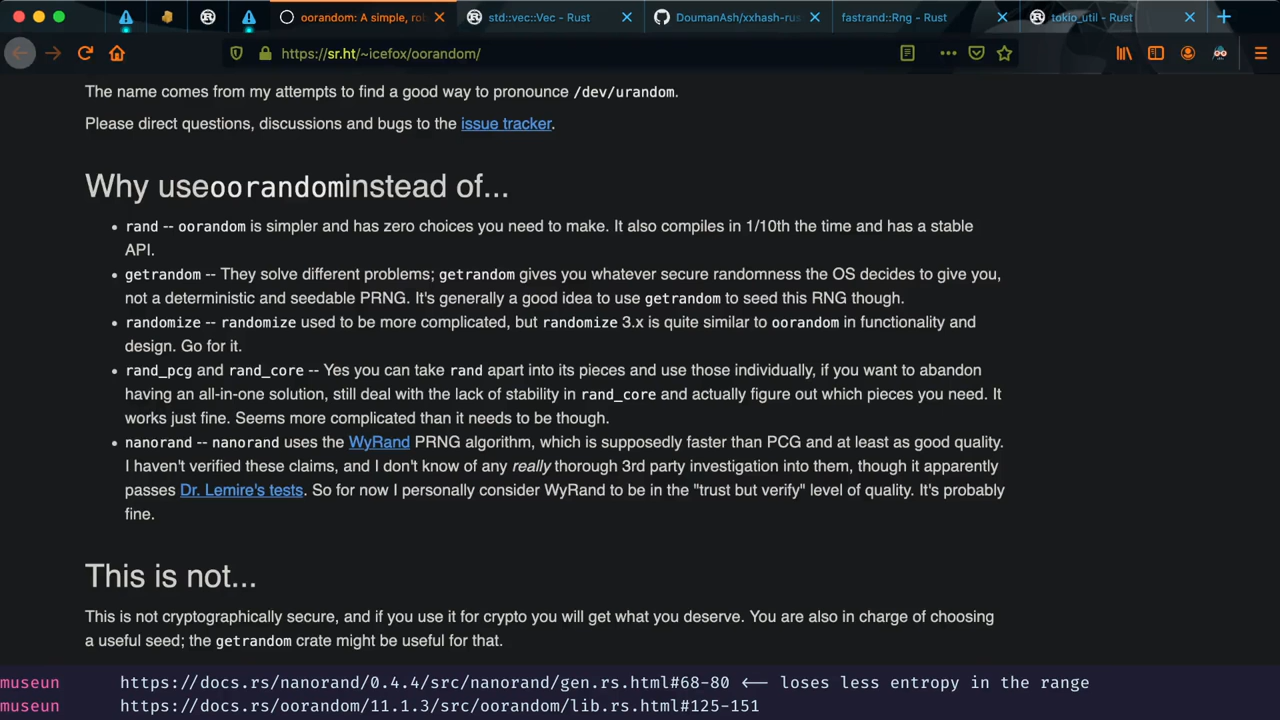 oorandom: A simple, rob
std::vec::Vec - Rust
DoumanAsh/xxhash-rus
fastrand::Rng - Rust
tokio_util - Rust
https://sr.ht/~icefox/oorandom/
The name comes from my attempts to find a good way to pronounce /dev/urandom.
Please direct questions, discussions and bugs to the issue tracker.
Why use oorandom instead of...
• rand -- oorandom is simpler and has zero choices you need to make. It also compiles in 1/10th the time and has a stable
API.
• getrandom -- They solve different problems; getrandom gives you whatever secure randomness the OS decides to give you,
not a deterministic and seedable PRNG. It's generally a good idea to use getrandom to seed this RNG though.
• randomize -- randomize used to be more complicated, but randomize 3.x is quite similar to oorandom in functionality and
design. Go for it.
• rand_pcg and rand_core -- Yes you can take rand apart into its pieces and use those individually, if you want to abandon
having an all-in-one solution, still deal with the lack of stability in rand_core and actually figure out which pieces you need. It
works just fine. Seems more complicated than it needs to be though.
• nanorand -- nanorand uses the WyRand PRNG algorithm, which is supposedly faster than PCG and at least as good quality.
I haven't verified these claims, and I don't know of any really thorough 3rd party investigation into them, though it apparently
passes Dr. Lemire's tests. So for now I personally consider WyRand to be in the "trust but verify" level of quality. It's probably
fine.
This is not...
This is not cryptographically secure, and if you use it for crypto you will get what you deserve. You are also in charge of choosing
a useful seed; the getrandom crate might be useful for that.
museun https://docs.rs/nanorand/0.4.4/src/nanorand/gen.rs.html#68-80 <-- loses less entropy in the range
museun https://docs.rs/oorandom/11.1.3/src/oorandom/lib.rs.html#125-151